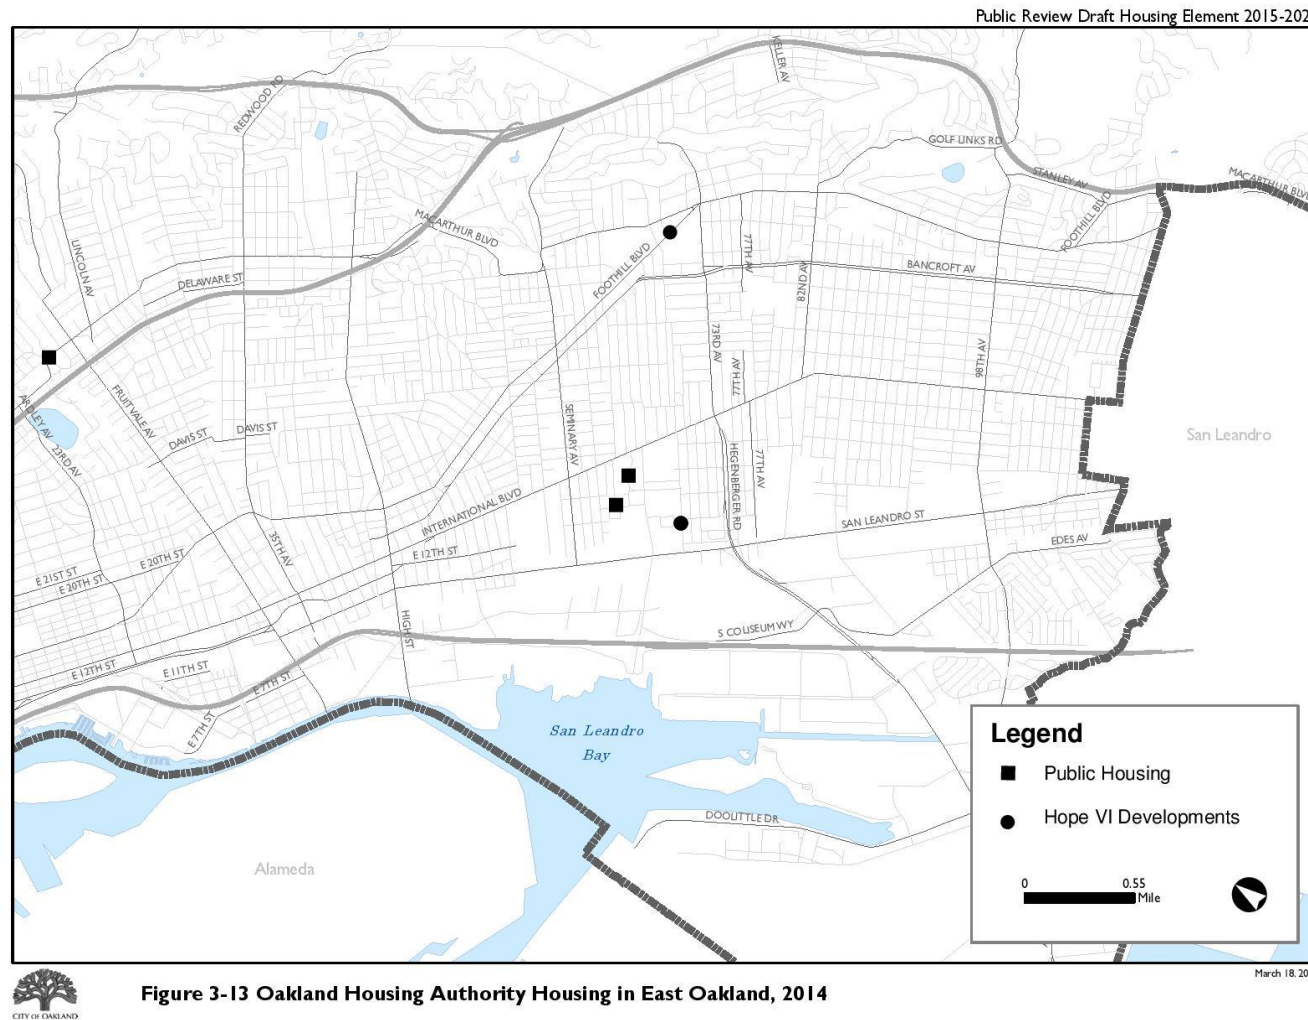 Public Review Draft Housing Element 2015-202
KELLER AV
REDWOOD RD
GOLF LINKS RD
STANLEY AV
MACARTHUR BLVD
FOOTHILL BLVD
MACARTHUR BLVD
LINCOLN AV
77TH AV
FOOTHILL BLVD
82ND AV
BANCROFT AV
DELAWARE ST
73RD AV
98TH AV
77TH AV
FRUITVALE AV
ARDLEY AV
23RD AV
DAVIS ST
DAVIS ST
SEMINARY AV
San Leandro
HEGENBERGER RD
77TH AV
INTERNATIONAL BLVD
SAN LEANDRO ST
EDES AV
35TH AV
E 12TH ST
E 20TH ST
E 21ST ST
E 20TH ST
HIGH ST
S COLISEUM WY
E 12TH ST
E 11TH ST
E 7TH ST
E 7TH ST
San Leandro
Bay
DOOLITTLE DR
Alameda
Legend
Public Housing
Hope VI Developments
0 0.55
Mile
March 18, 20
Figure 3-13 Oakland Housing Authority Housing in East Oakland, 2014
CITY OF OAKLAND